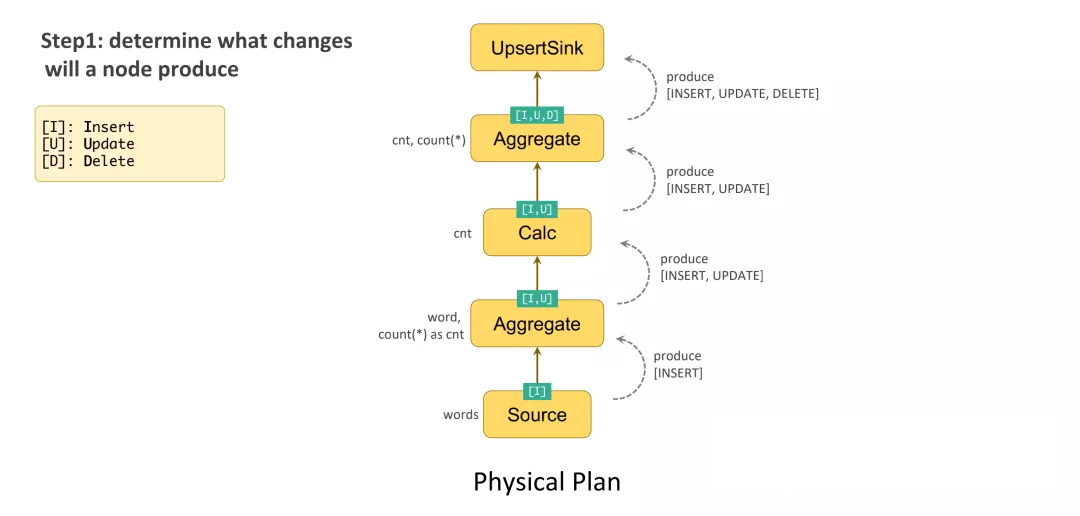 Step1: determine what changes
will a node produce
[I]: Insert
[U]: Update
[D]: Delete
UpsertSink
produce
[INSERT, UPDATE, DELETE]
[I,U,D]
cnt, count(*)
Aggregate
produce
[INSERT, UPDATE]
[I,U]
cnt
Calc
produce
[INSERT, UPDATE]
[I,U]
word,
count(*) as cnt
Aggregate
produce
[INSERT]
[I]
words
Source
Physical Plan